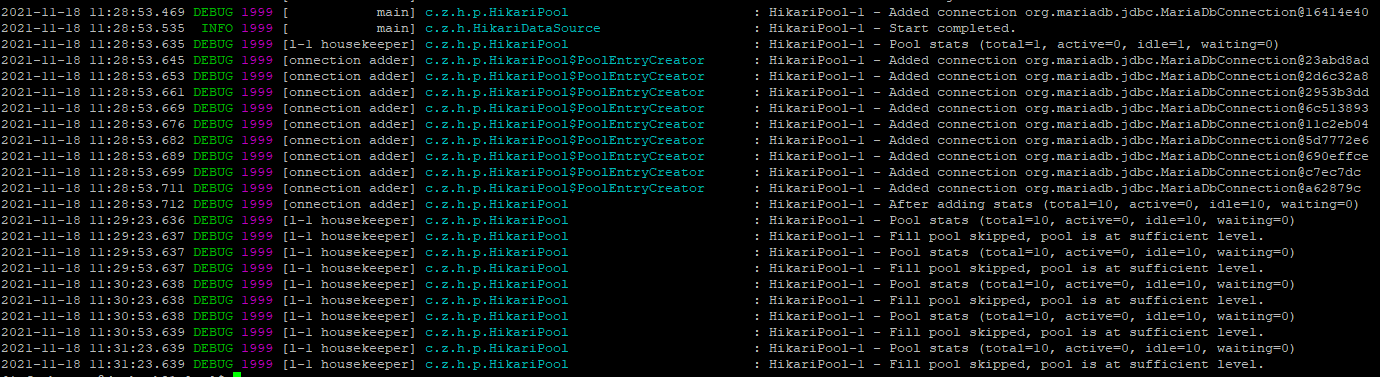 2021-11-18 11:28:53.469 DEBUG 1999 [           main] c.z.h.p.HikariPool                       : HikariPool-1 - Added connection org.mariadb.jdbc.MariaDbConnection@16414e40
2021-11-18 11:28:53.535  INFO 1999 [           main] c.z.h.HikariDataSource                   : HikariPool-1 - Start completed.
2021-11-18 11:28:53.635 DEBUG 1999 [l-1 housekeeper] c.z.h.p.HikariPool                       : HikariPool-1 - Pool stats (total=1, active=0, idle=1, waiting=0)
2021-11-18 11:28:53.645 DEBUG 1999 [onnection adder] c.z.h.p.HikariPool$PoolEntryCreator      : HikariPool-1 - Added connection org.mariadb.jdbc.MariaDbConnection@23abd8ad
2021-11-18 11:28:53.653 DEBUG 1999 [onnection adder] c.z.h.p.HikariPool$PoolEntryCreator      : HikariPool-1 - Added connection org.mariadb.jdbc.MariaDbConnection@2d6c32a8
2021-11-18 11:28:53.661 DEBUG 1999 [onnection adder] c.z.h.p.HikariPool$PoolEntryCreator      : HikariPool-1 - Added connection org.mariadb.jdbc.MariaDbConnection@2953b3dd
2021-11-18 11:28:53.669 DEBUG 1999 [onnection adder] c.z.h.p.HikariPool$PoolEntryCreator      : HikariPool-1 - Added connection org.mariadb.jdbc.MariaDbConnection@6c513893
2021-11-18 11:28:53.676 DEBUG 1999 [onnection adder] c.z.h.p.HikariPool$PoolEntryCreator      : HikariPool-1 - Added connection org.mariadb.jdbc.MariaDbConnection@11c2eb04
2021-11-18 11:28:53.682 DEBUG 1999 [onnection adder] c.z.h.p.HikariPool$PoolEntryCreator      : HikariPool-1 - Added connection org.mariadb.jdbc.MariaDbConnection@5d7772e6
2021-11-18 11:28:53.689 DEBUG 1999 [onnection adder] c.z.h.p.HikariPool$PoolEntryCreator      : HikariPool-1 - Added connection org.mariadb.jdbc.MariaDbConnection@690effce
2021-11-18 11:28:53.699 DEBUG 1999 [onnection adder] c.z.h.p.HikariPool$PoolEntryCreator      : HikariPool-1 - Added connection org.mariadb.jdbc.MariaDbConnection@c7ec7dc
2021-11-18 11:28:53.711 DEBUG 1999 [onnection adder] c.z.h.p.HikariPool$PoolEntryCreator      : HikariPool-1 - Added connection org.mariadb.jdbc.MariaDbConnection@a62879c
2021-11-18 11:28:53.712 DEBUG 1999 [onnection adder] c.z.h.p.HikariPool                       : HikariPool-1 - After adding stats (total=10, active=0, idle=10, waiting=0)
2021-11-18 11:29:23.636 DEBUG 1999 [l-1 housekeeper] c.z.h.p.HikariPool                       : HikariPool-1 - Pool stats (total=10, active=0, idle=10, waiting=0)
2021-11-18 11:29:23.637 DEBUG 1999 [l-1 housekeeper] c.z.h.p.HikariPool                       : HikariPool-1 - Fill pool skipped, pool is at sufficient level.
2021-11-18 11:29:53.637 DEBUG 1999 [l-1 housekeeper] c.z.h.p.HikariPool                       : HikariPool-1 - Pool stats (total=10, active=0, idle=10, waiting=0)
2021-11-18 11:29:53.637 DEBUG 1999 [l-1 housekeeper] c.z.h.p.HikariPool                       : HikariPool-1 - Fill pool skipped, pool is at sufficient level.
2021-11-18 11:30:23.638 DEBUG 1999 [l-1 housekeeper] c.z.h.p.HikariPool                       : HikariPool-1 - Pool stats (total=10, active=0, idle=10, waiting=0)
2021-11-18 11:30:23.638 DEBUG 1999 [l-1 housekeeper] c.z.h.p.HikariPool                       : HikariPool-1 - Fill pool skipped, pool is at sufficient level.
2021-11-18 11:30:53.638 DEBUG 1999 [l-1 housekeeper] c.z.h.p.HikariPool                       : HikariPool-1 - Pool stats (total=10, active=0, idle=10, waiting=0)
2021-11-18 11:30:53.639 DEBUG 1999 [l-1 housekeeper] c.z.h.p.HikariPool                       : HikariPool-1 - Fill pool skipped, pool is at sufficient level.
2021-11-18 11:31:23.639 DEBUG 1999 [l-1 housekeeper] c.z.h.p.HikariPool                       : HikariPool-1 - Pool stats (total=10, active=0, idle=10, waiting=0)
2021-11-18 11:31:23.639 DEBUG 1999 [l-1 housekeeper] c.z.h.p.HikariPool                       : HikariPool-1 - Fill pool skipped, pool is at sufficient level.